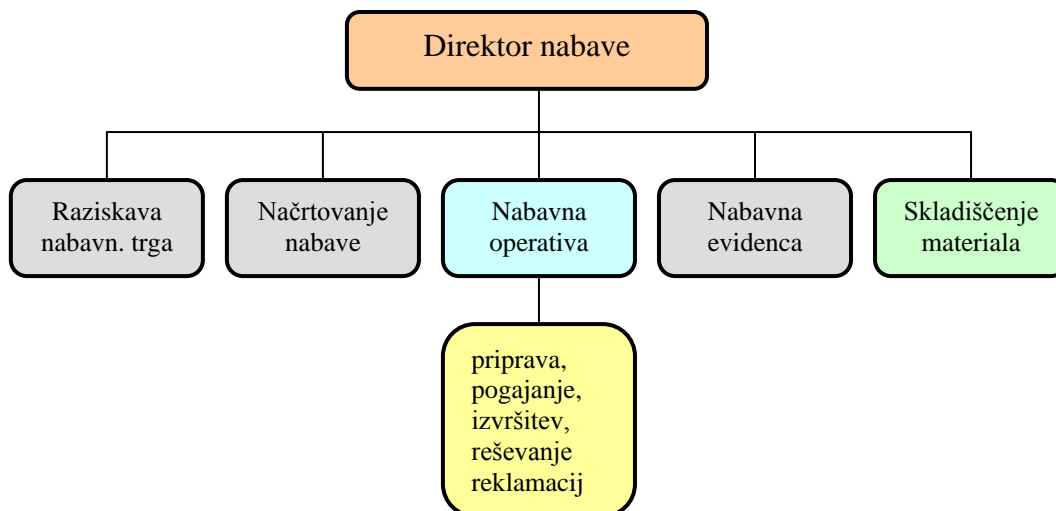 Direktor nabave
Raziskava
nabavn. trga
Načrtovanje
nabave
Nabavna
operativa
Nabavna
evidenca
Skladiščenje
materiala
priprava,
pogajanje,
izvršitev,
reševanje
reklamacij